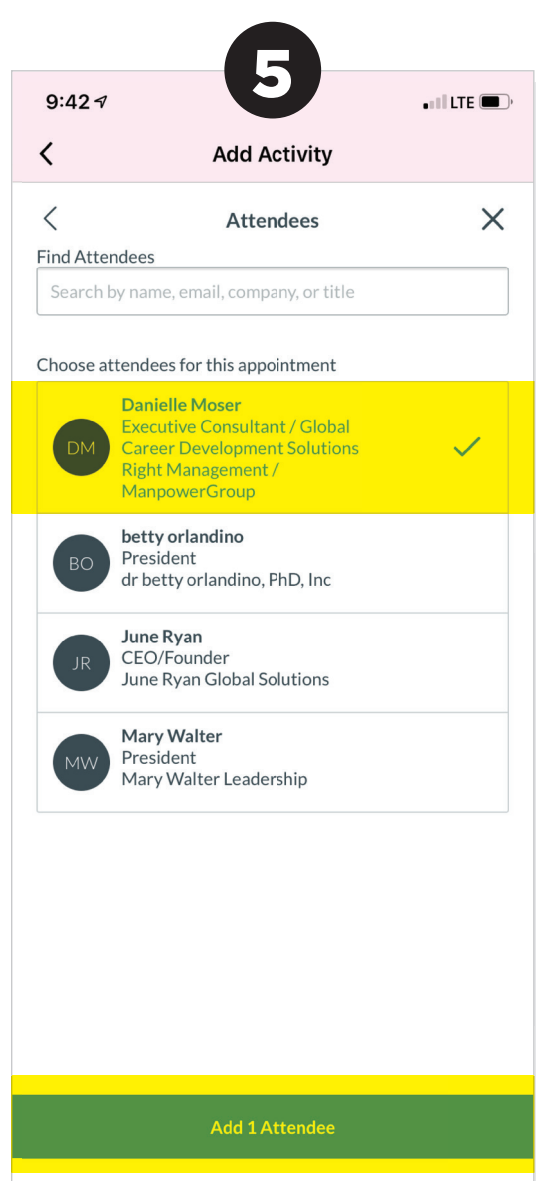 5
9:42
LTE
Add Activity
Attendees
Find Attendees
Search by name, email, company, or title
Choose attendees for this appointment
DM
Danielle Moser
Executive Consultant / Global
Career Development Solutions
Right Management /
ManpowerGroup
BO
betty orlandino
President
dr betty orlandino, PhD, Inc
JR
June Ryan
CEO/Founder
June Ryan Global Solutions
MW
Mary Walter
President
Mary Walter Leadership
Add 1 Attendee